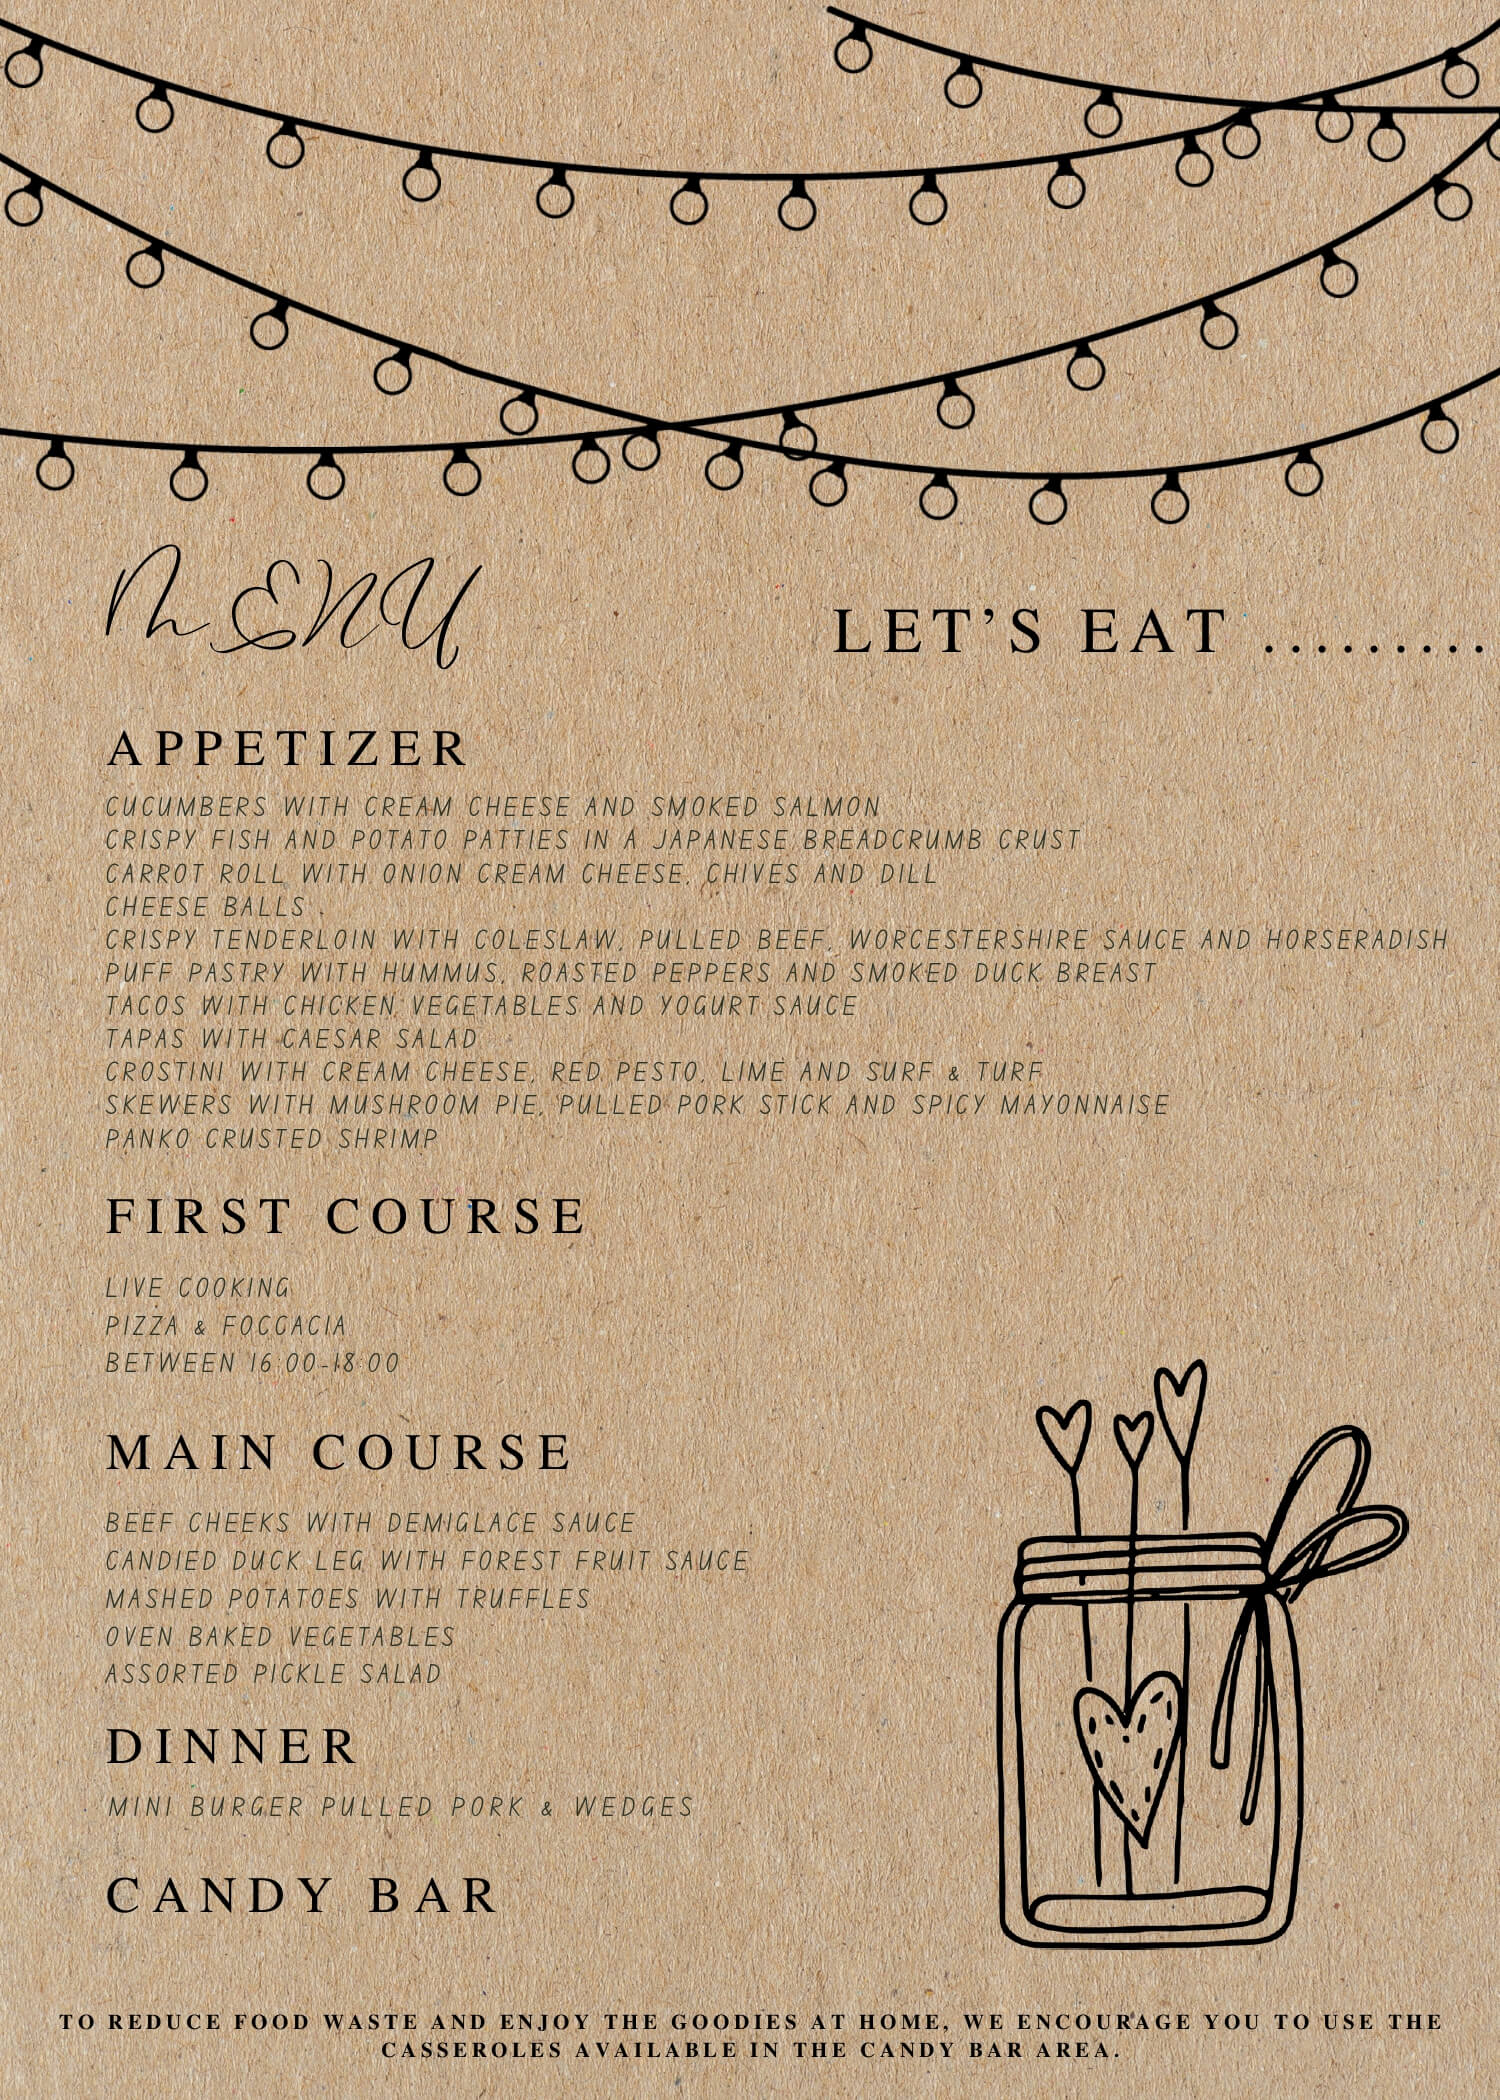 MENU
LET'S EAT .........
APPETIZER
CUCUMBERS WITH CREAM CHEESE AND SMOKED SALMON
CRISPY FISH AND POTATO PATTIES IN A JAPANESE BREADCRUMB CRUST
CARROT ROLL WITH ONION CREAM CHEESE, CHIVES AND DILL
CHEESE BALLS
CRISPY TENDERLOIN WITH COLESLAW, PULLED BEEF, WORCESTERSHIRE SAUCE AND HORSERADISH
PUFF PASTRY WITH HUMMUS, ROASTED PEPPERS AND SMOKED DUCK BREAST
TACOS WITH CHICKEN, VEGETABLES AND YOGURT SAUCE
TAPAS WITH CAESAR SALAD
CROSTINI WITH CREAM CHEESE, RED PESTO, LIME AND SURF & TURF
SKEWERS WITH MUSHROOM PIE, PULLED PORK STICK AND SPICY MAYONNAISE
PANKO CRUSTED SHRIMP
FIRST COURSE
LIVE COOKING
PIZZA & FOCCACIA
BETWEEN 16:00-18:00
MAIN COURSE
BEEF CHEEKS WITH DEMIGLACE SAUCE
CANDIED DUCK LEG WITH FOREST FRUIT SAUCE
MASHED POTATOES WITH TRUFFLES
OVEN BAKED VEGETABLES
ASSORTED PICKLE SALAD
DINNER
MINI BURGER PULLED PORK & WEDGES
CANDY BAR
TO REDUCE FOOD WASTE AND ENJOY THE GOODIES AT HOME, WE ENCOURAGE YOU TO USE THE
CASSEROLES AVAILABLE IN THE CANDY BAR AREA.